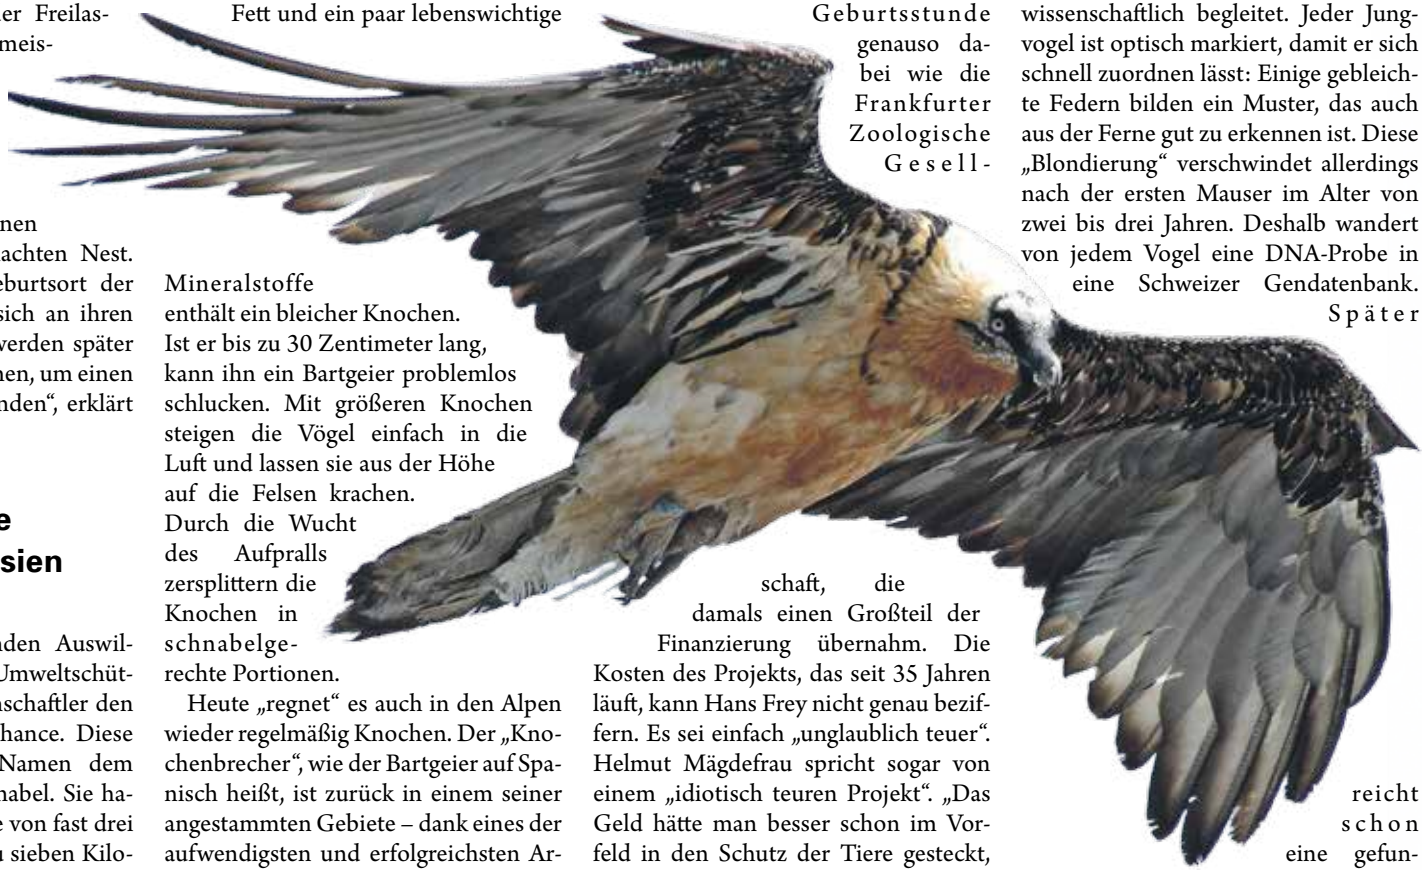 er Freilas-
meis-
nen
achten Nest.
eburtsort der
sich an ihren
werden später
nen, um einen
nden“, erklärt
e
sien
nden Auswil-
Umweltschüt-
nschaftler den
hance. Diese
Namen dem
nabel. Sie ha-
e von fast drei
u sieben Kilo-
Fett und ein paar lebenswichtige
Mineralstoffe
enthält ein bleicher Knochen.
Ist er bis zu 30 Zentimeter lang,
kann ihn ein Bartgeier problemlos
schlucken. Mit größeren Knochen
steigen die Vögel einfach in die
Luft und lassen sie aus der Höhe
auf die Felsen krachen.
Durch die Wucht
des Aufpralls
zersplittern die
Knochen in
schnabelge-
rechte Portionen.
Heute „regnet“ es auch in den Alpen
wieder regelmäßig Knochen. Der „Kno-
chenbrecher“, wie der Bartgeier auf Spa-
nisch heißt, ist zurück in einem seiner
angestammten Gebiete – dank eines der
aufwendigsten und erfolgreichsten Ar-
Geburtsstunde
genauso da-
bei wie die
Frankfurter
Zoologische
Gesell-
schaft, die
damals einen Großteil der
Finanzierung übernahm. Die
Kosten des Projekts, das seit 35 Jahren
läuft, kann Hans Frey nicht genau bezif-
fern. Es sei einfach „unglaublich teuer“.
Helmut Mägdefrau spricht sogar von
einem „idiotisch teuren Projekt“. „Das
Geld hätte man besser schon im Vor-
feld in den Schutz der Tiere gesteckt,
wissenschaftlich begleitet. Jeder Jung-
vogel ist optisch markiert, damit er sich
schnell zuordnen lässt: Einige gebleich-
te Federn bilden ein Muster, das auch
aus der Ferne gut zu erkennen ist. Diese
„Blondierung“ verschwindet allerdings
nach der ersten Mauser im Alter von
zwei bis drei Jahren. Deshalb wandert
von jedem Vogel eine DNA-Probe in
eine Schweizer Gendatenbank.
Später
reicht
schon
eine gefun-